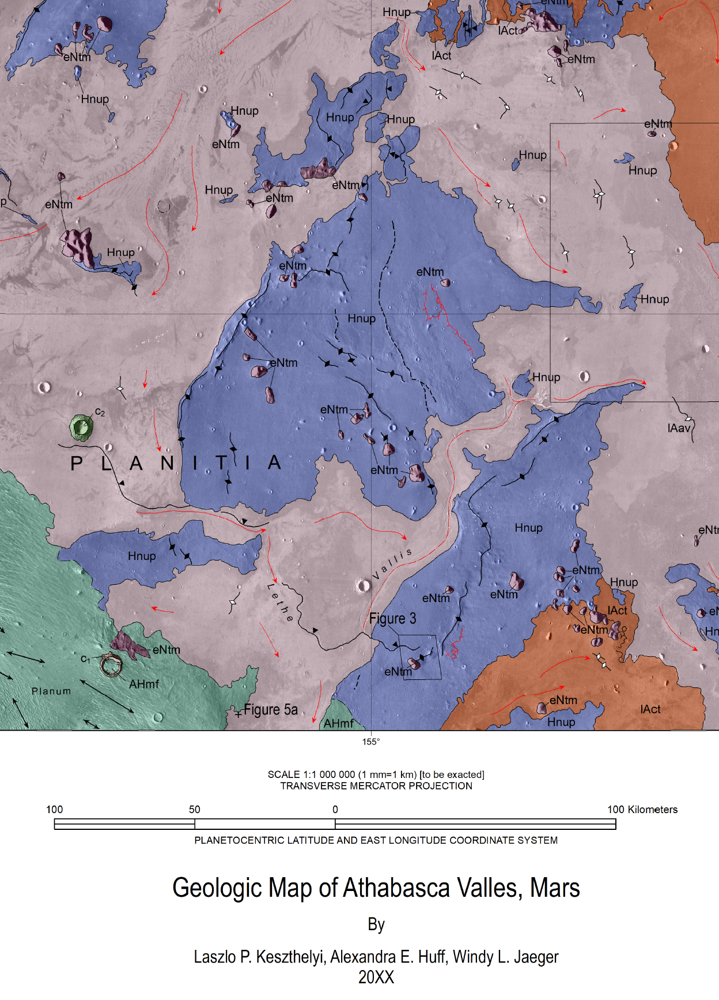 eNtm
Hnup
lAct
lAct
eNtm
eNtm
Hnup
Hnup
eNtm
Hnup
Hnup
eNtm
Hnup
Hnup
eNtm
Hnup
eNtm
eNtm
p
eNtm
Hnup
eNtm
eNtm
Hnup
Hnup
eNtm
Hnup
eNtm
c2
lAav
PLANITIA
eNtm
Hnup
Hnup
Vallis
Lethe
eNtm
eNtm
eNtm
Hnup
lAct
Figure 3
eNtm
Hn
c1
eNtm
AHmf
eNtm
Planum
Figure 5a
eNtm
lAct
AHmf
Hnup
155°
SCALE 1:1 000 000 (1 mm=1 km) [to be exacted]
TRANSVERSE MERCATOR PROJECTION
100 50 0 100 Kilometers
PLANETOCENTRIC LATITUDE AND EAST LONGITUDE COORDINATE SYSTEM
Geologic Map of Athabasca Valles, Mars
By
Laszlo P. Keszthelyi, Alexandra E. Huff, Windy L. Jaeger
20XX